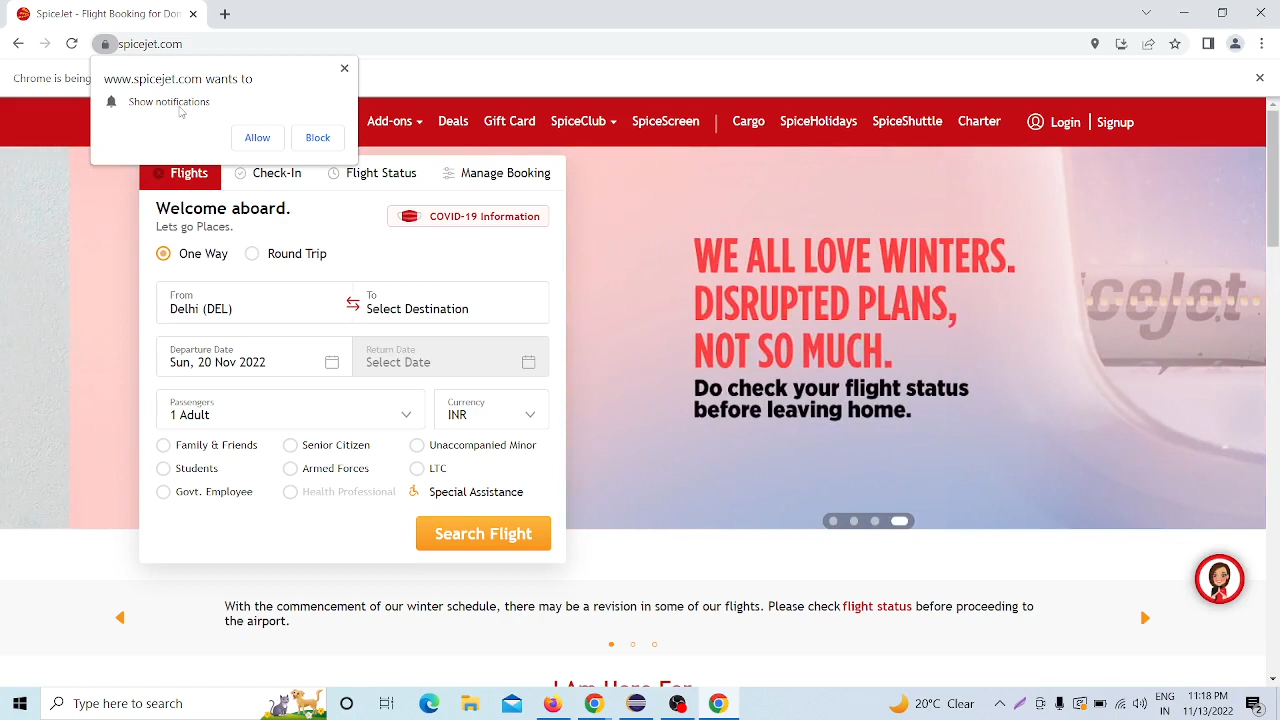 SpiceJet - Flight Booking for Dom
spicejet.com
Chrome is being
www.spicejet.com wants to
Show notifications
Allow
Block
Add-ons
Deals
Gift Card
SpiceClub
SpiceScreen
Cargo
SpiceHolidays
SpiceShuttle
Charter
Login
Signup
Flights
Check-In
Flight Status
Manage Booking
Welcome aboard.
Lets go Places.
COVID-19 Information
One Way
Round Trip
From
To
Delhi (DEL)
Select Destination
Departure Date
Return Date
Sun, 20 Nov 2022
Select Date
Passengers
Currency
1 Adult
INR
Family & Friends
Senior Citizen
Unaccompanied Minor
Students
Armed Forces
LTC
Govt. Employee
Health Professional
Special Assistance
Search Flight
WE ALL LOVE WINTERS.
DISRUPTED PLANS,
NOT SO MUCH.
Do check your flight status
before leaving home.
spiceJet
With the commencement of our winter schedule, there may be a revision in some of our flights. Please check flight status before proceeding to
the airport.
I Am Here For
Type here to search
20°C Clear
ENG
IN
11:18 PM
11/13/2022
2